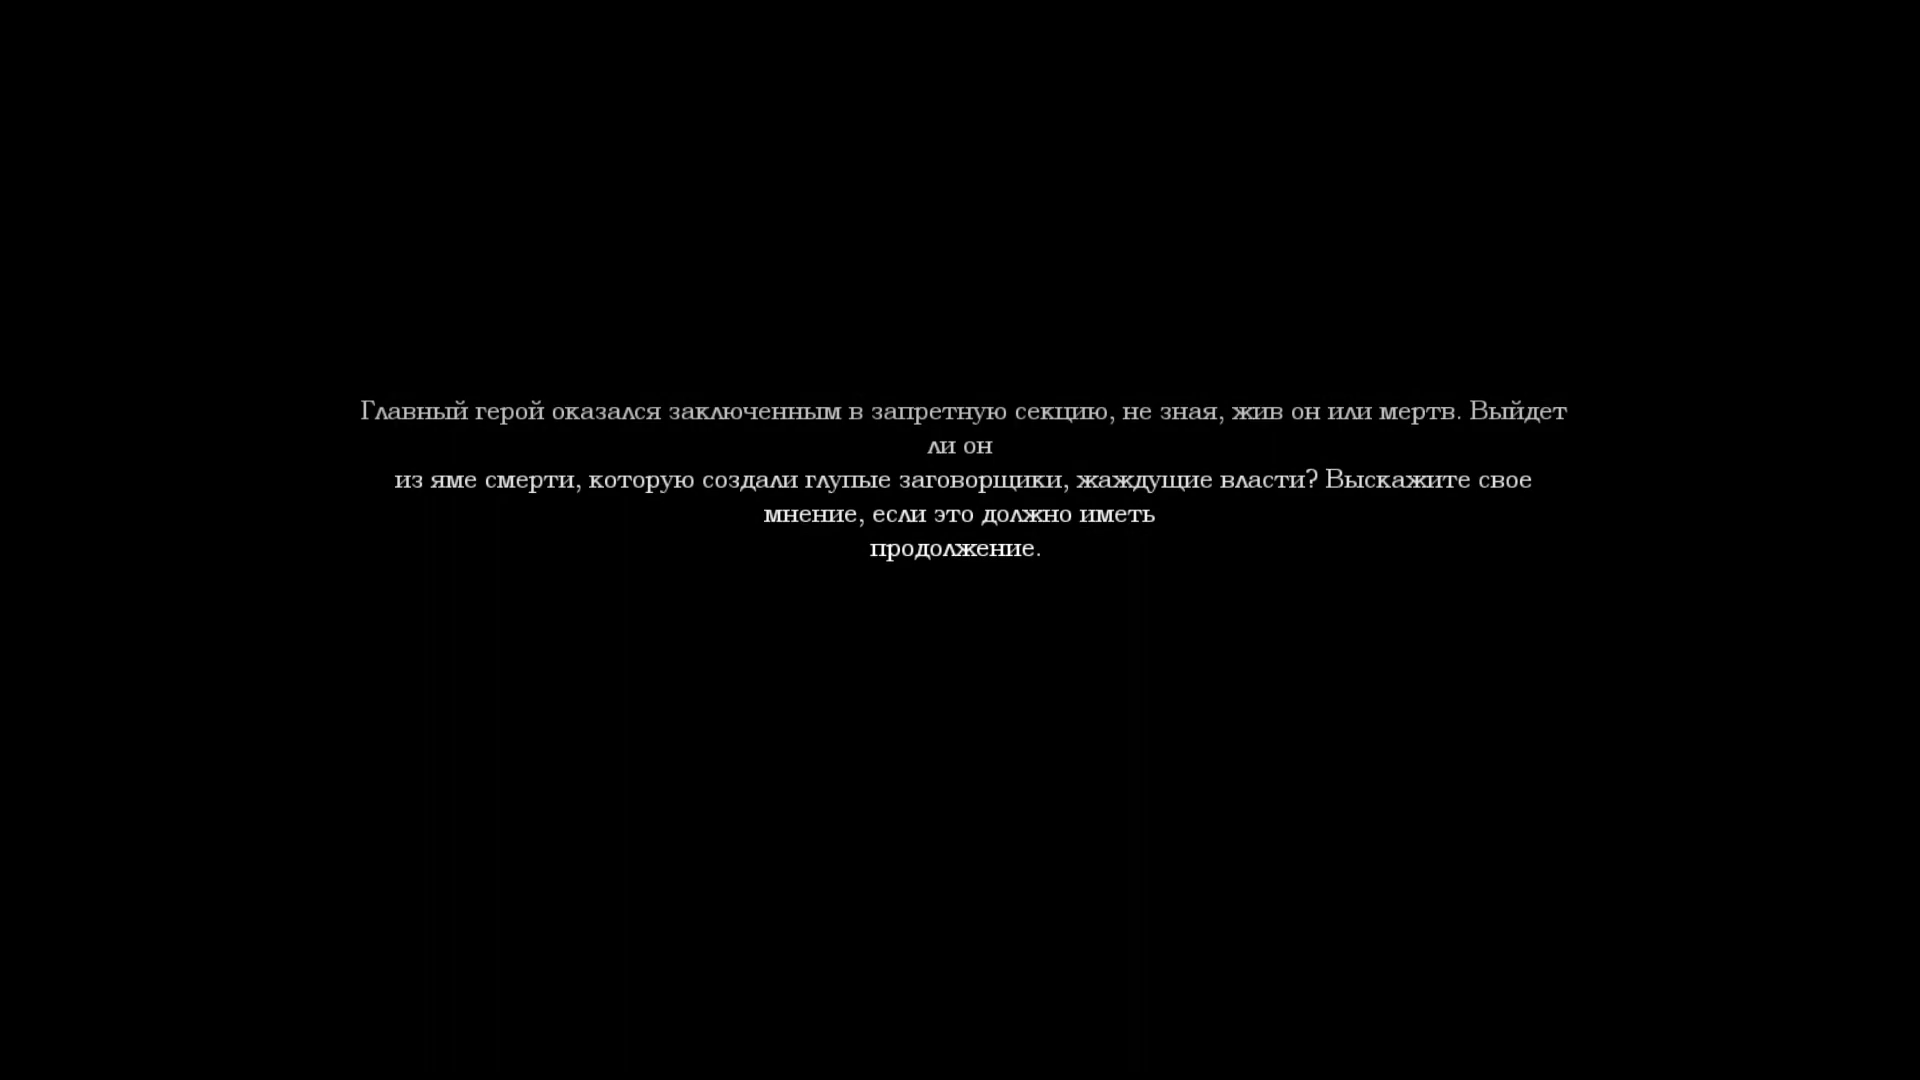 Главный герой оказался заключенным в запретную секцию, не зная, жив он или мертв. Выйдет
ли он
из яме смерти, которую создали глупые заговорщики, жаждущие власти? Выскажите свое
мнение, если это должно иметь
продолжение.